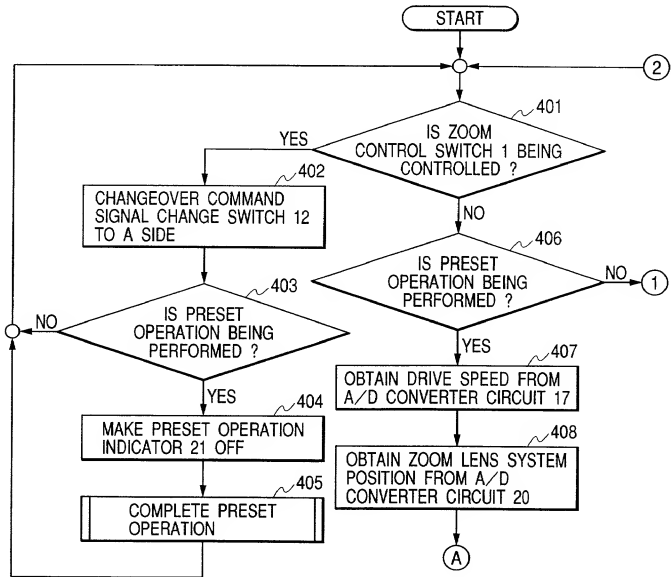 START
2
401
IS ZOOM
CONTROL SWITCH 1 BEING
CONTROLLED ?
YES
NO
402
CHANGEOVER COMMAND
SIGNAL CHANGE SWITCH 12
TO A SIDE
403
IS PRESET
OPERATION BEING
PERFORMED ?
NO
YES
404
MAKE PRESET OPERATION
INDICATOR 21 OFF
405
COMPLETE PRESET
OPERATION
406
IS PRESET
OPERATION BEING
PERFORMED ?
NO
1
YES
407
OBTAIN DRIVE SPEED FROM
A/D CONVERTER CIRCUIT 17
408
OBTAIN ZOOM LENS SYSTEM
POSITION FROM A/D
CONVERTER CIRCUIT 20
A